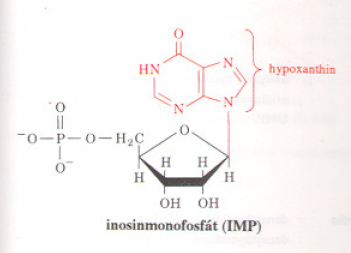 O
HN
N
N
N
hypoxanthin
O
⁻O—P—O—H₂C
O⁻
O
H
H
H
H
OH
OH
inosinmonofosfát (IMP)